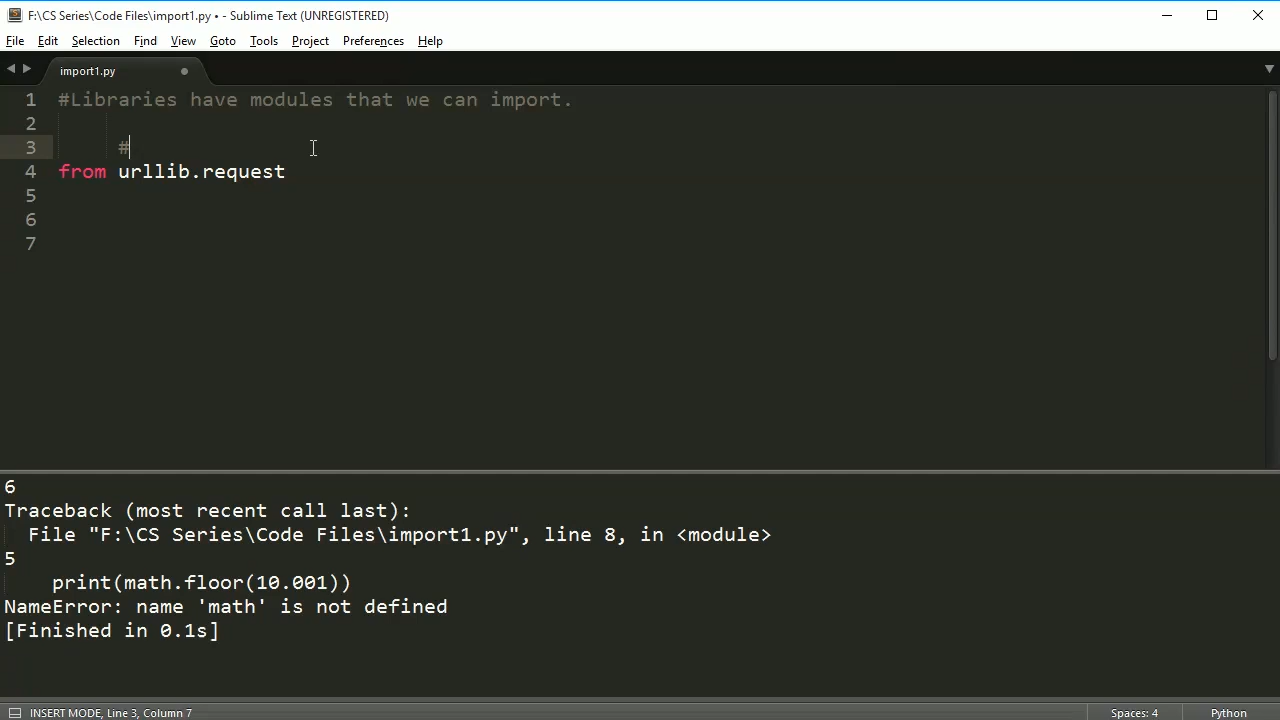 F:\CS Series\Code Files\import1.py • - Sublime Text (UNREGISTERED)
File Edit Selection Find View Goto Tools Project Preferences Help
import1.py
1 #Libraries have modules that we can import.
2
3 #
4 from urllib.request
5
6
7
6
Traceback (most recent call last):
File "F:\CS Series\Code Files\import1.py", line 8, in <module>
5
print(math.floor(10.001))
NameError: name 'math' is not defined
[Finished in 0.1s]
INSERT MODE, Line 3, Column 7 Spaces: 4 Python